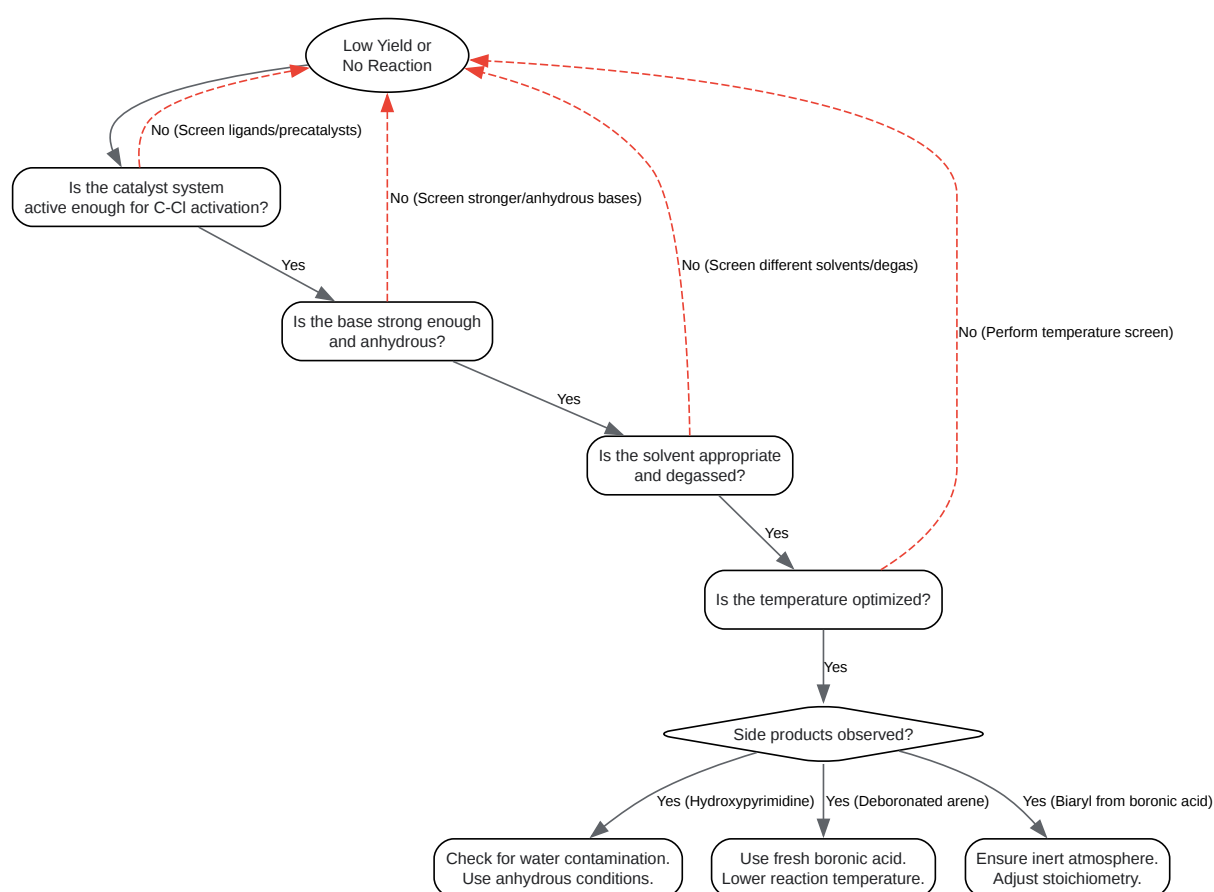 Low Yield or
No Reaction
No (Screen ligands/precatalysts)
Is the catalyst system
active enough for C-Cl activation?
No (Screen stronger/anhydrous bases)
Yes
No (Screen different solvents/degas)
Is the base strong enough
and anhydrous?
No (Perform temperature screen)
Yes
Is the solvent appropriate
and degassed?
Yes
Is the temperature optimized?
Yes
Side products observed?
Yes (Hydroxypyrimidine)
Yes (Deboronated arene)
Yes (Biaryl from boronic acid)
Check for water contamination.
Use anhydrous conditions.
Use fresh boronic acid.
Lower reaction temperature.
Ensure inert atmosphere.
Adjust stoichiometry.